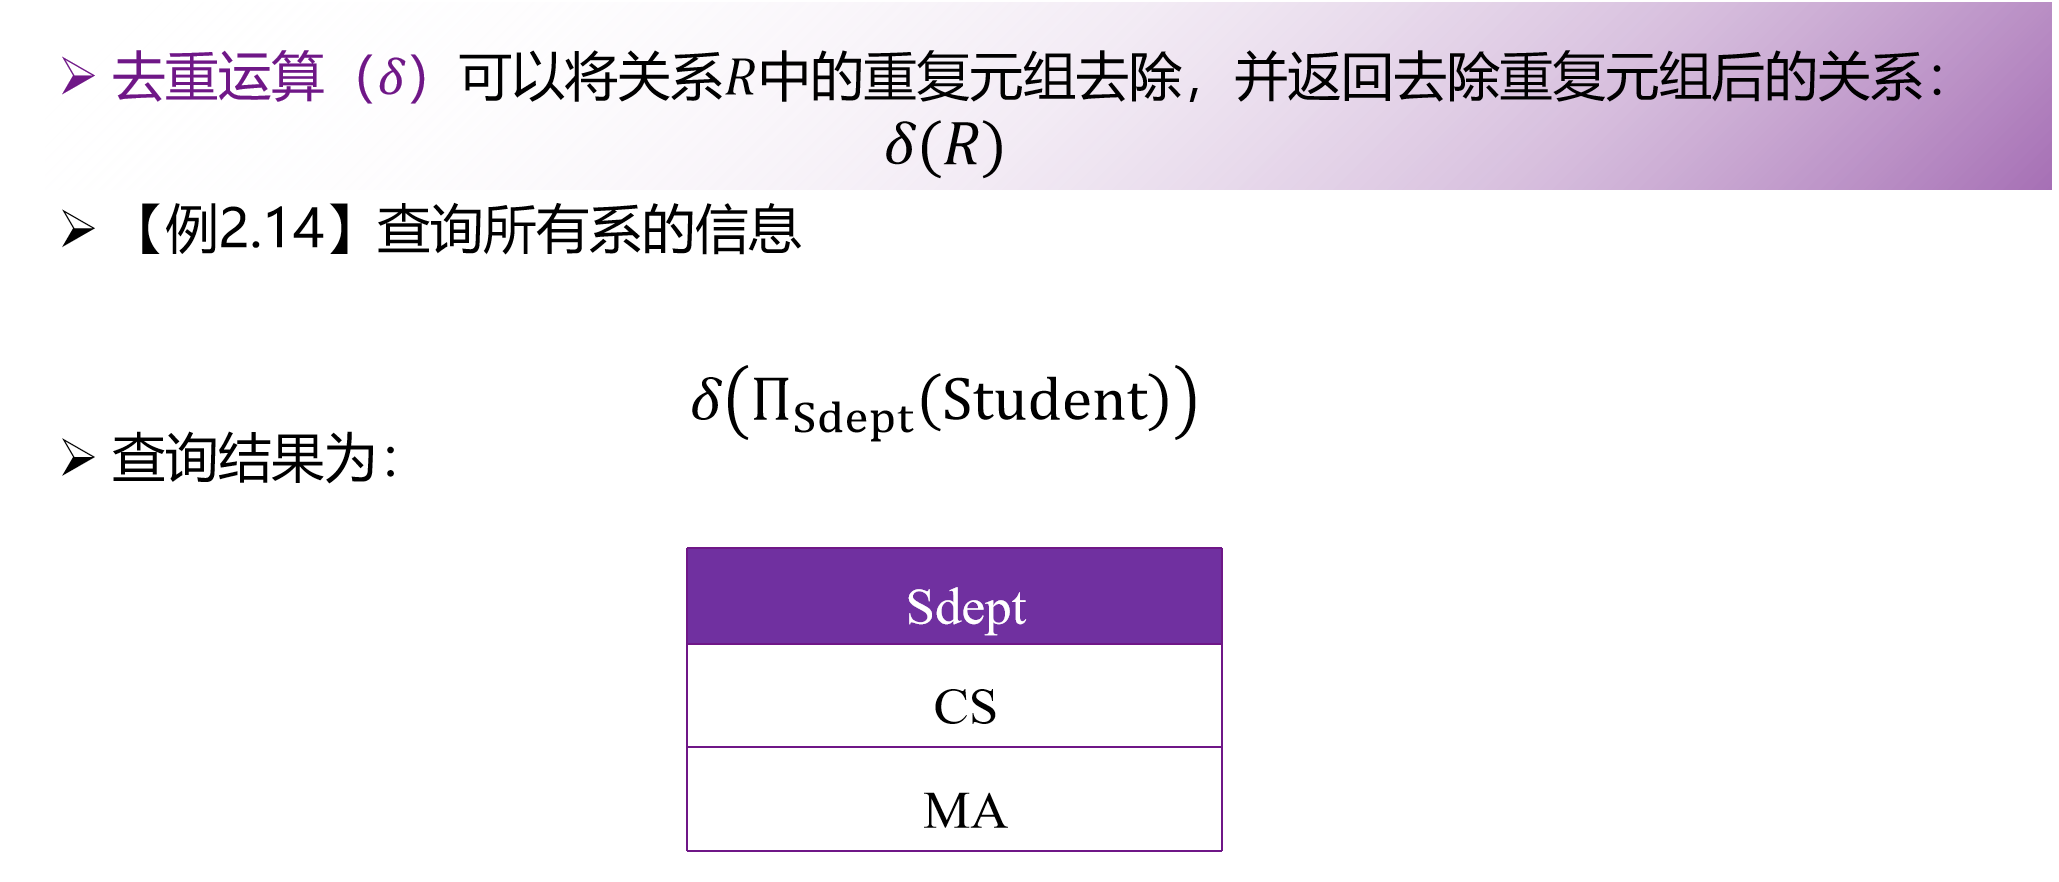 ➢ 去重运算（δ）可以将关系R中的重复元组去除，并返回去除重复元组后的关系：
δ(R)
➢ 【例2.14】查询所有系的信息
δ(Π_Sdept(Student))
➢ 查询结果为：
Sdept
CS
MA